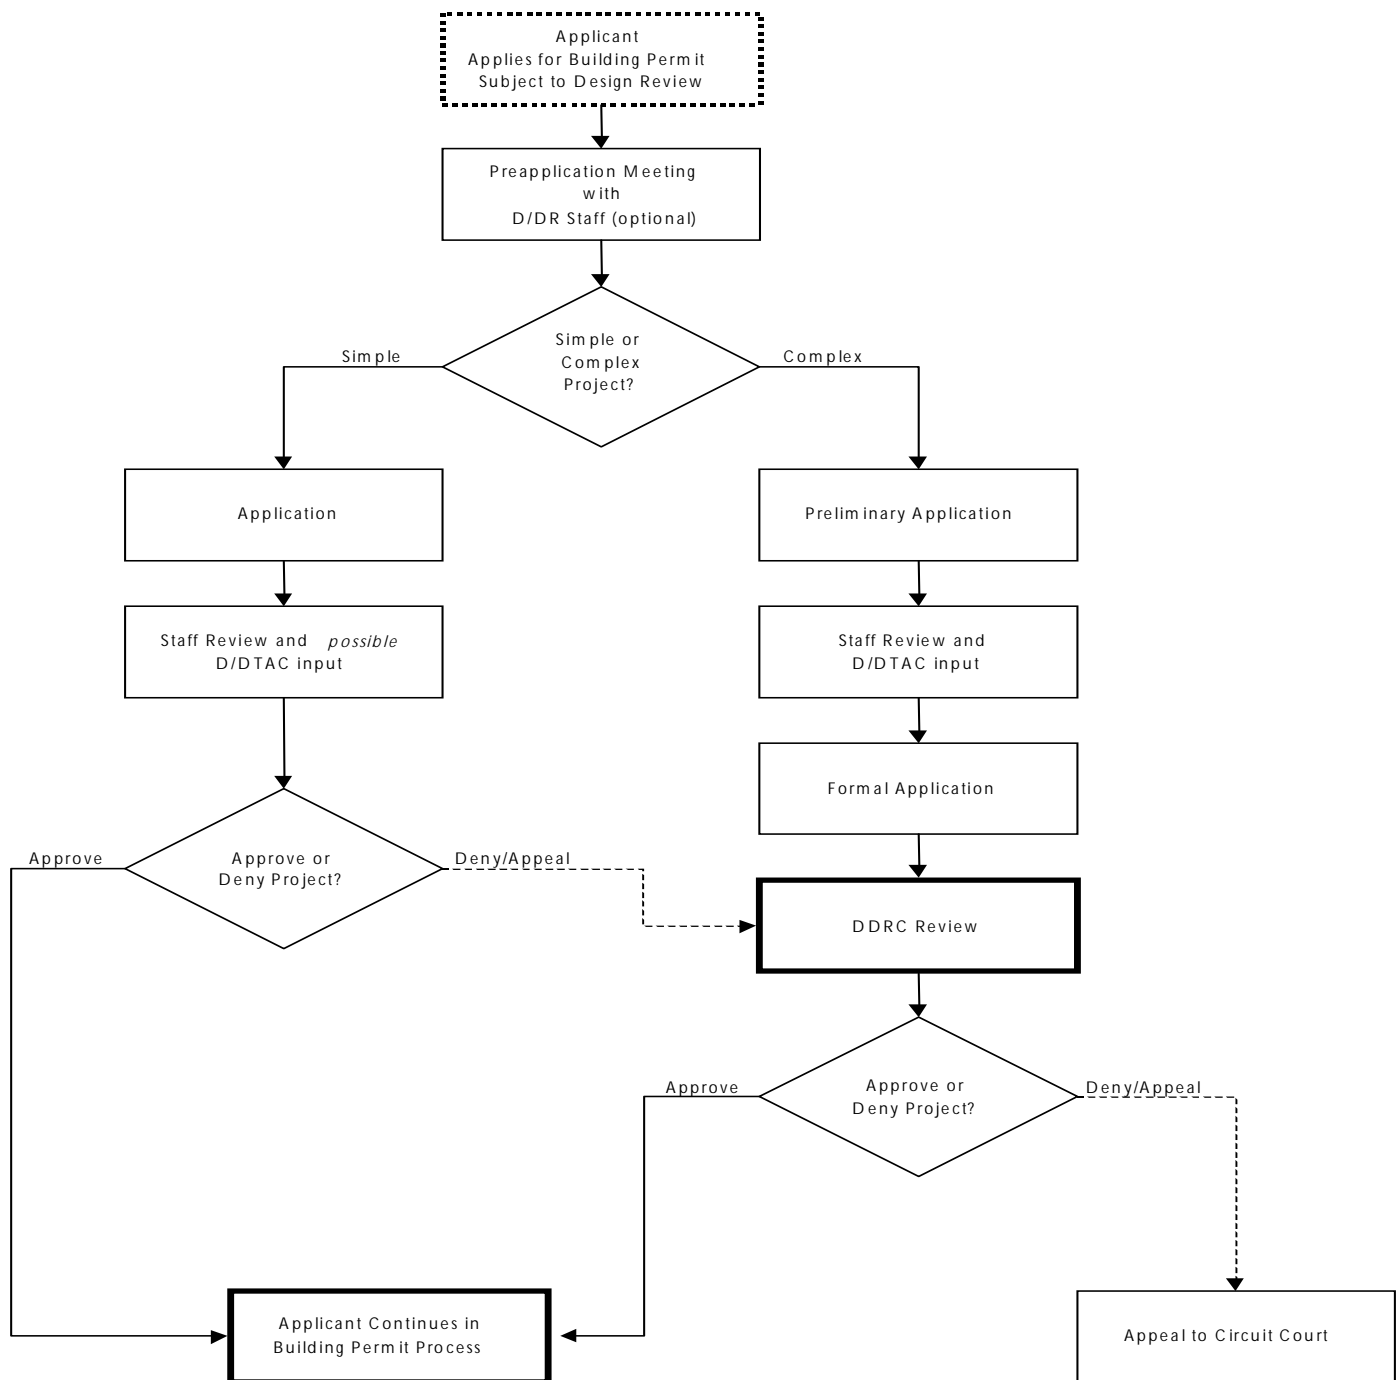 Applicant
Applies for Building Permit
Subject to Design Review
Preapplication Meeting
with
D/DR Staff (optional)
Simple or
Complex
Project?
Simple
Complex
Application
Preliminary Application
Staff Review and possible
D/DTAC input
Staff Review and
D/DTAC input
Formal Application
Approve
Approve or
Deny Project?
Deny/Appeal
DDRC Review
Approve
Approve or
Deny Project?
Deny/Appeal
Applicant Continues in
Building Permit Process
Appeal to Circuit Court